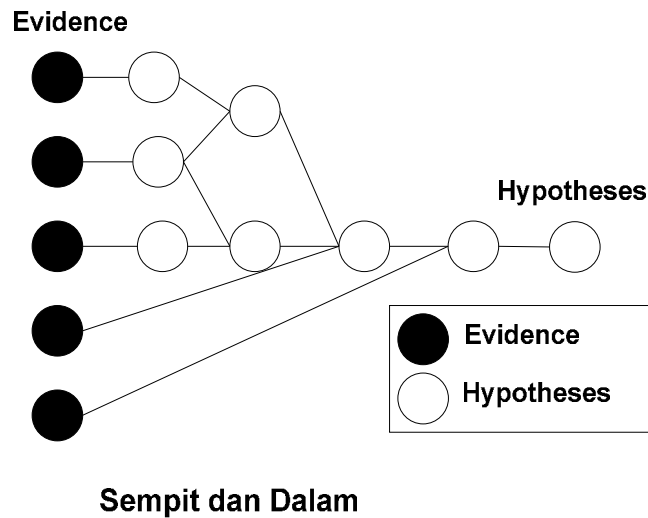 Evidence
Hypotheses
Evidence
Hypotheses
Sempit dan Dalam